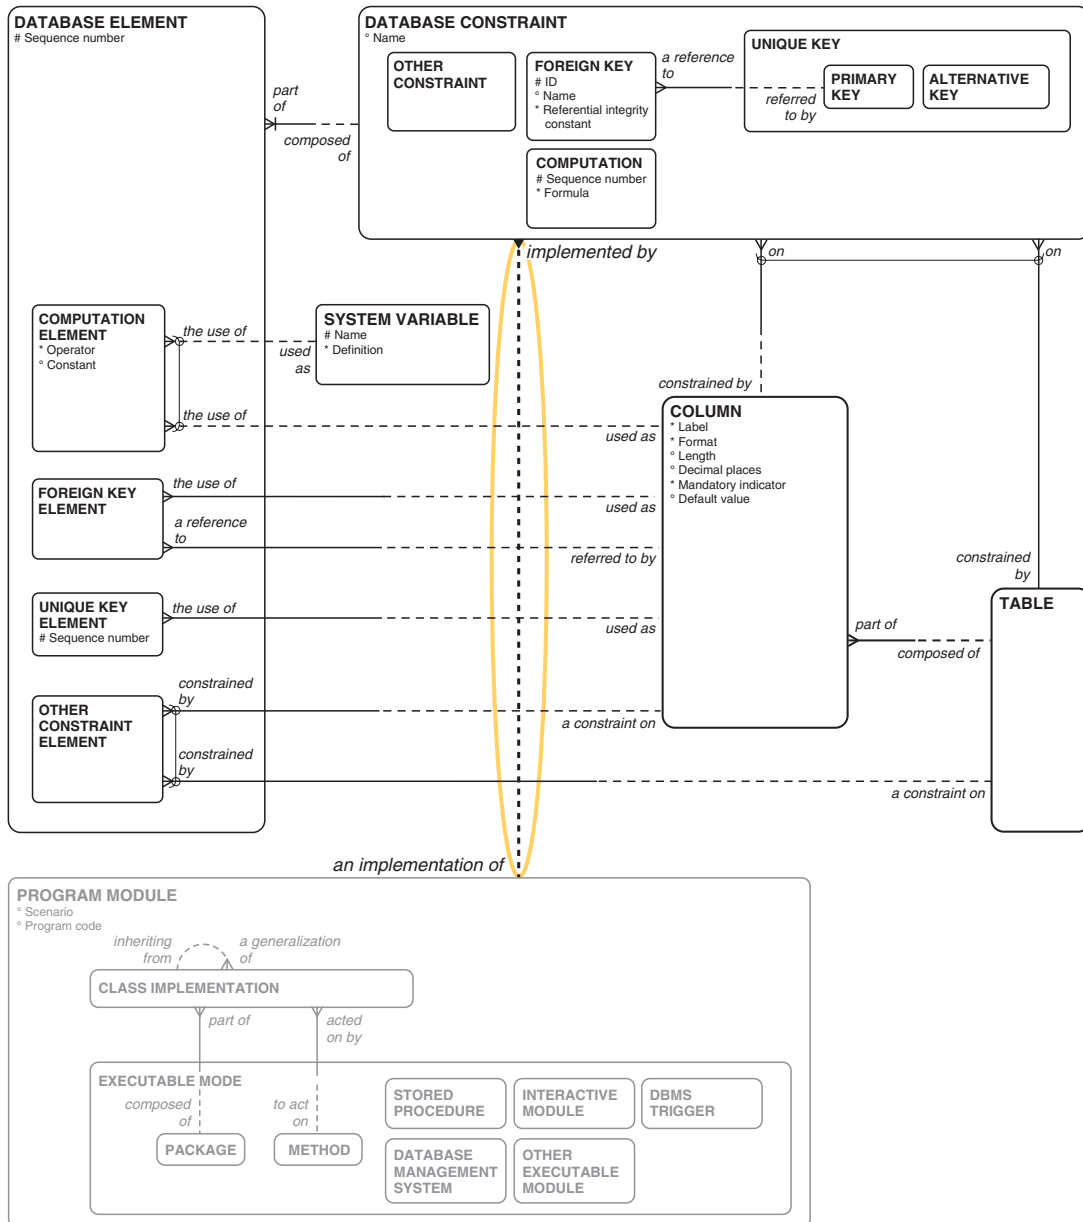 DATABASE ELEMENT
# Sequence number
DATABASE CONSTRAINT
° Name
OTHER
CONSTRAINT
FOREIGN KEY
# ID
° Name
* Referential integrity
constant
a reference
to
UNIQUE KEY
PRIMARY
KEY
ALTERNATIVE
KEY
referred
to by
part
of
composed
of
COMPUTATION
# Sequence number
* Formula
implemented by
on
on
COMPUTATION
ELEMENT
* Operator
° Constant
the use of
used
as
SYSTEM VARIABLE
# Name
* Definition
constrained by
the use of
used as
COLUMN
* Label
* Format
° Length
° Decimal places
* Mandatory indicator
° Default value
FOREIGN KEY
ELEMENT
the use of
used as
a reference
to
referred to by
constrained
by
UNIQUE KEY
ELEMENT
# Sequence number
the use of
used as
TABLE
part of
composed of
OTHER
CONSTRAINT
ELEMENT
constrained
by
a constraint on
constrained
by
a constraint on
an implementation of
PROGRAM MODULE
° Scenario
° Program code
inheriting
from
a generalization
of
CLASS IMPLEMENTATION
part of
acted
on by
EXECUTABLE MODE
composed
of
to act
on
PACKAGE
METHOD
STORED
PROCEDURE
INTERACTIVE
MODULE
DBMS
TRIGGER
DATABASE
MANAGEMENT
SYSTEM
OTHER
EXECUTABLE
MODULE